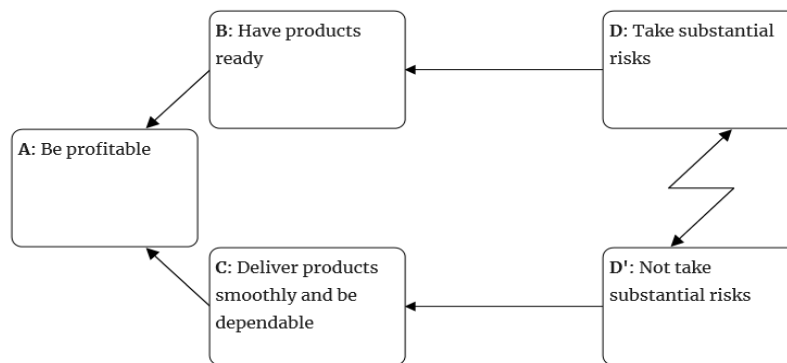 B: Have products
ready
D: Take substantial
risks
A: Be profitable
C: Deliver products
smoothly and be
dependable
D': Not take
substantial risks